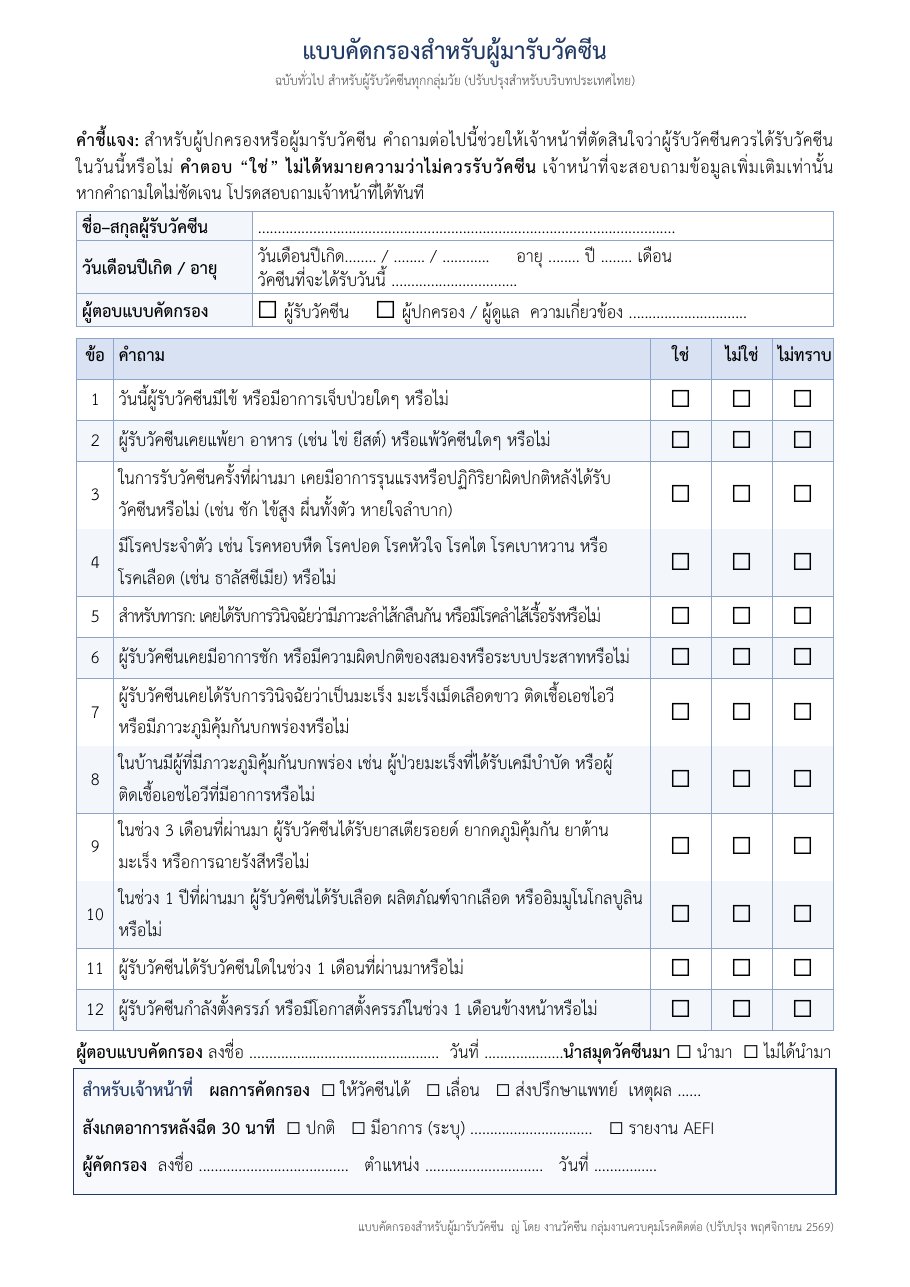 แบบคัดกรองสำหรับผู้มารับวัคซีน
ฉบับทั่วไป สำหรับผู้รับวัคซีนทุกกลุ่มวัย (ปรับปรุงสำหรับบริบทประเทศไทย)
คำชี้แจง: สำหรับผู้ปกครองหรือผู้มารับวัคซีน คำถามต่อไปนี้ช่วยให้เจ้าหน้าที่ตัดสินใจว่าผู้รับวัคซีนควรได้รับวัคซีน
ในวันนี้หรือไม่ คำตอบ “ใช่” ไม่ได้หมายความว่าไม่ควรรับวัคซีน เจ้าหน้าที่จะสอบถามข้อมูลเพิ่มเติมเท่านั้น
หากคำถามใดไม่ชัดเจน โปรดสอบถามเจ้าหน้าที่ได้ทันที
ชื่อ–สกุลผู้รับวัคซีน ..........................................................................................................
วันเดือนปีเกิด / อายุ วันเดือนปีเกิด........ / ........ / ............ อายุ ........ ปี ........ เดือน
วัคซีนที่จะได้รับวันนี้ ................................
ผู้ตอบแบบคัดกรอง ☐ ผู้รับวัคซีน ☐ ผู้ปกครอง / ผู้ดูแล ความเกี่ยวข้อง ..............................
ข้อ คำถาม ใช่ ไม่ใช่ ไม่ทราบ
1 วันนี้ผู้รับวัคซีนมีไข้ หรือมีอาการเจ็บป่วยใดๆ หรือไม่ ☐ ☐ ☐
2 ผู้รับวัคซีนเคยแพ้ยา อาหาร (เช่น ไข่ ยีสต์) หรือแพ้วัคซีนใดๆ หรือไม่ ☐ ☐ ☐
3 ในการรับวัคซีนครั้งที่ผ่านมา เคยมีอาการรุนแรงหรือปฏิกิริยาผิดปกติหลังได้รับ ☐ ☐ ☐
วัคซีนหรือไม่ (เช่น ชัก ไข้สูง ผื่นทั้งตัว หายใจลำบาก)
4 มีโรคประจำตัว เช่น โรคหอบหืด โรคปอด โรคหัวใจ โรคไต โรคเบาหวาน หรือ ☐ ☐ ☐
โรคเลือด (เช่น ธาลัสซีเมีย) หรือไม่
5 สำหรับทารก: เคยได้รับการวินิจฉัยว่ามีภาวะลำไส้กลืนกัน หรือมีโรคลำไส้เรื้อรังหรือไม่ ☐ ☐ ☐
6 ผู้รับวัคซีนเคยมีอาการชัก หรือมีความผิดปกติของสมองหรือระบบประสาทหรือไม่ ☐ ☐ ☐
7 ผู้รับวัคซีนเคยได้รับการวินิจฉัยว่าเป็นมะเร็ง มะเร็งเม็ดเลือดขาว ติดเชื้อเอชไอวี ☐ ☐ ☐
หรือมีภาวะภูมิคุ้มกันบกพร่องหรือไม่
8 ในบ้านมีผู้ที่มีภาวะภูมิคุ้มกันบกพร่อง เช่น ผู้ป่วยมะเร็งที่ได้รับเคมีบำบัด หรือผู้ ☐ ☐ ☐
ติดเชื้อเอชไอวีที่มีอาการหรือไม่
9 ในช่วง 3 เดือนที่ผ่านมา ผู้รับวัคซีนได้รับยาสเตียรอยด์ ยากดภูมิคุ้มกัน ยาต้าน ☐ ☐ ☐
มะเร็ง หรือการฉายรังสีหรือไม่
10 ในช่วง 1 ปีที่ผ่านมา ผู้รับวัคซีนได้รับเลือด ผลิตภัณฑ์จากเลือด หรืออิมมูโนโกลบูลิน ☐ ☐ ☐
หรือไม่
11 ผู้รับวัคซีนได้รับวัคซีนใดในช่วง 1 เดือนที่ผ่านมาหรือไม่ ☐ ☐ ☐
12 ผู้รับวัคซีนกำลังตั้งครรภ์ หรือมีโอกาสตั้งครรภ์ในช่วง 1 เดือนข้างหน้าหรือไม่ ☐ ☐ ☐
ผู้ตอบแบบคัดกรอง ลงชื่อ ................................................ วันที่ ....................นำสมุดวัคซีนมา ☐ นำมา ☐ ไม่ได้นำมา
สำหรับเจ้าหน้าที่ ผลการคัดกรอง ☐ ให้วัคซีนได้ ☐ เลื่อน ☐ ส่งปรึกษาแพทย์ เหตุผล ......
สังเกตอาการหลังฉีด 30 นาที ☐ ปกติ ☐ มีอาการ (ระบุ) ............................... ☐ รายงาน AEFI
ผู้คัดกรอง ลงชื่อ ...................................... ตำแหน่ง .............................. วันที่ ................
แบบคัดกรองสำหรับผู้มารับวัคซีน ญ่ โดย งานวัคซีน กลุ่มงานควบคุมโรคติดต่อ (ปรับปรุง พฤศจิกายน 2569)